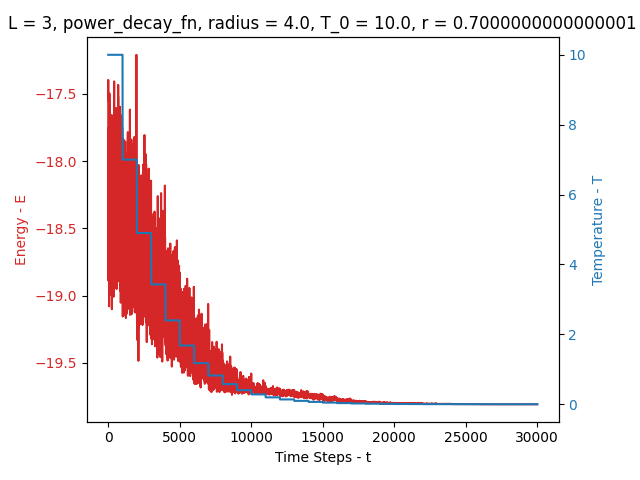 L = 3, power_decay_fn, radius = 4.0, T_0 = 10.0, r = 0.7000000000000001
−17.5
−18.0
−18.5
−19.0
−19.5
Energy - E
10
8
6
4
2
0
Temperature - T
0 5000 10000 15000 20000 25000 30000
Time Steps - t